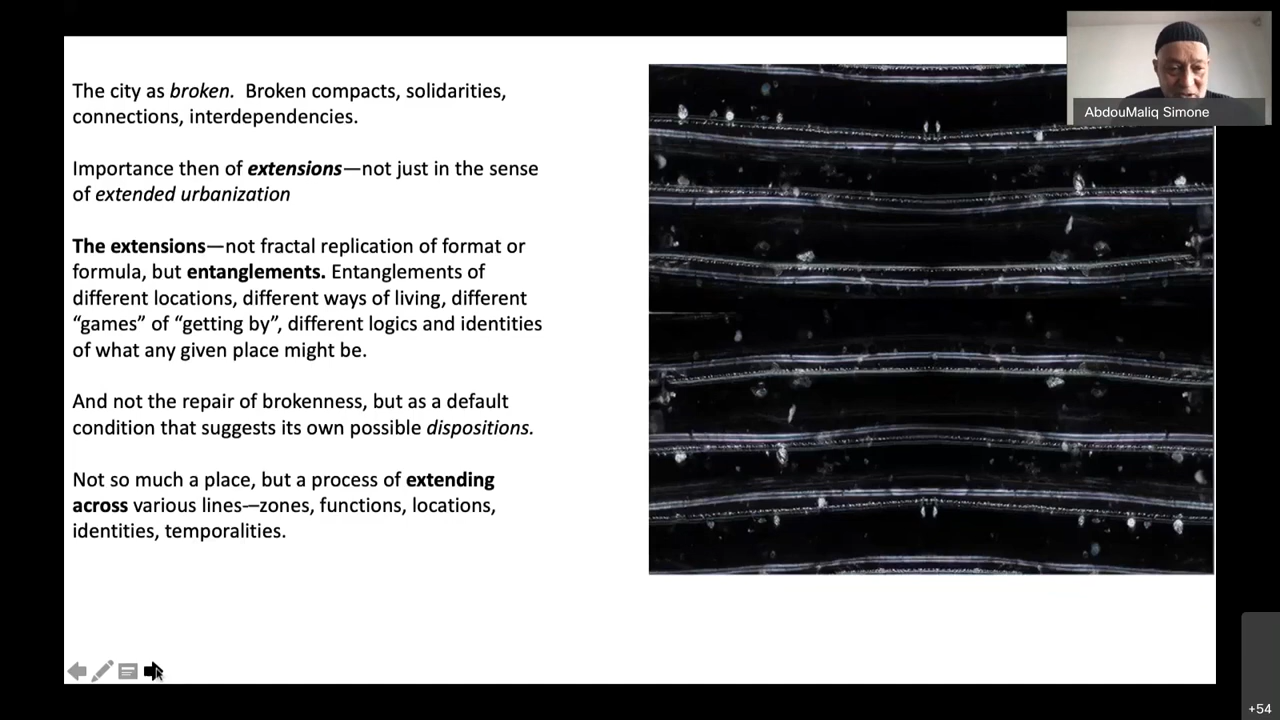 The city as broken. Broken compacts, solidarities,
connections, interdependencies.
Importance then of extensions—not just in the sense
of extended urbanization
The extensions—not fractal replication of format or
formula, but entanglements. Entanglements of
different locations, different ways of living, different
“games” of “getting by”, different logics and identities
of what any given place might be.
And not the repair of brokenness, but as a default
condition that suggests its own possible dispositions.
Not so much a place, but a process of extending
across various lines—zones, functions, locations,
identities, temporalities.
AbdouMaliq Simone
+54